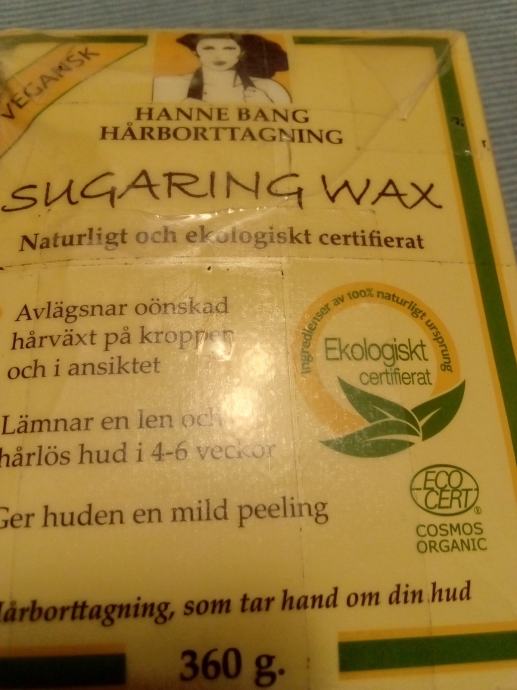 VEGANSK
HANNE BANG
HÅRBORTTAGNING
SUGARING WAX
Naturligt och ekologiskt certifierat
Avlägsnar oönskad
hårväxt på kroppen
och i ansiktet
Lämnar en len och
hårlös hud i 4-6 veckor
Ger huden en mild peeling
Ingredienser av 100% naturligt ursprung
Ekologiskt
certifierat
ECO
CERT®
COSMOS
ORGANIC
Hårborttagning, som tar hand om din hud
360 g.